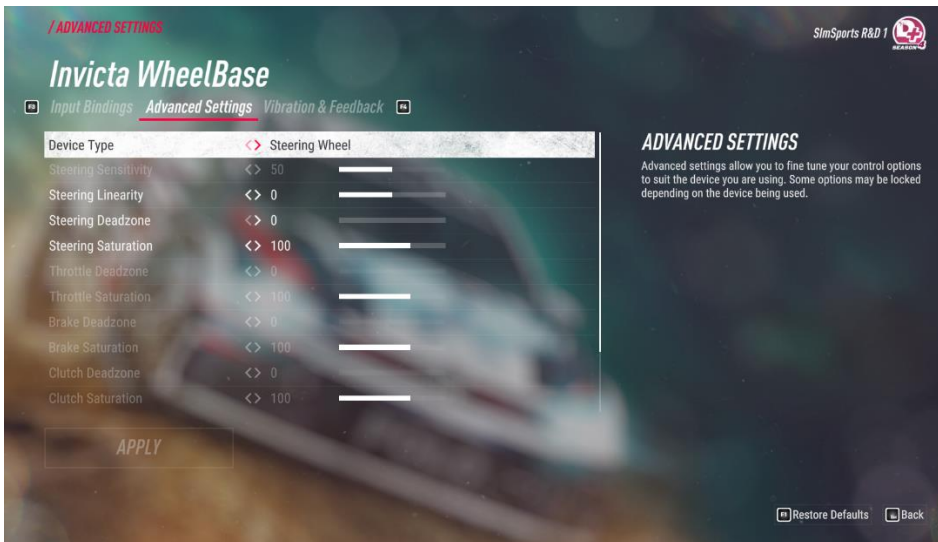 / ADVANCED SETTINGS
SImSports R&D 1
SEASON
Invicta WheelBase
Input Bindings Advanced Settings Vibration & Feedback
Device Type <> Steering Wheel
Steering Sensitivity <> 50
Steering Linearity <> 0
Steering Deadzone <> 0
Steering Saturation <> 100
Throttle Deadzone <> 0
Throttle Saturation <> 100
Brake Deadzone <> 0
Brake Saturation <> 100
Clutch Deadzone <> 0
Clutch Saturation <> 100
APPLY
ADVANCED SETTINGS
Advanced settings allow you to fine tune your control options
to suit the device you are using. Some options may be locked
depending on the device being used.
Restore Defaults Back